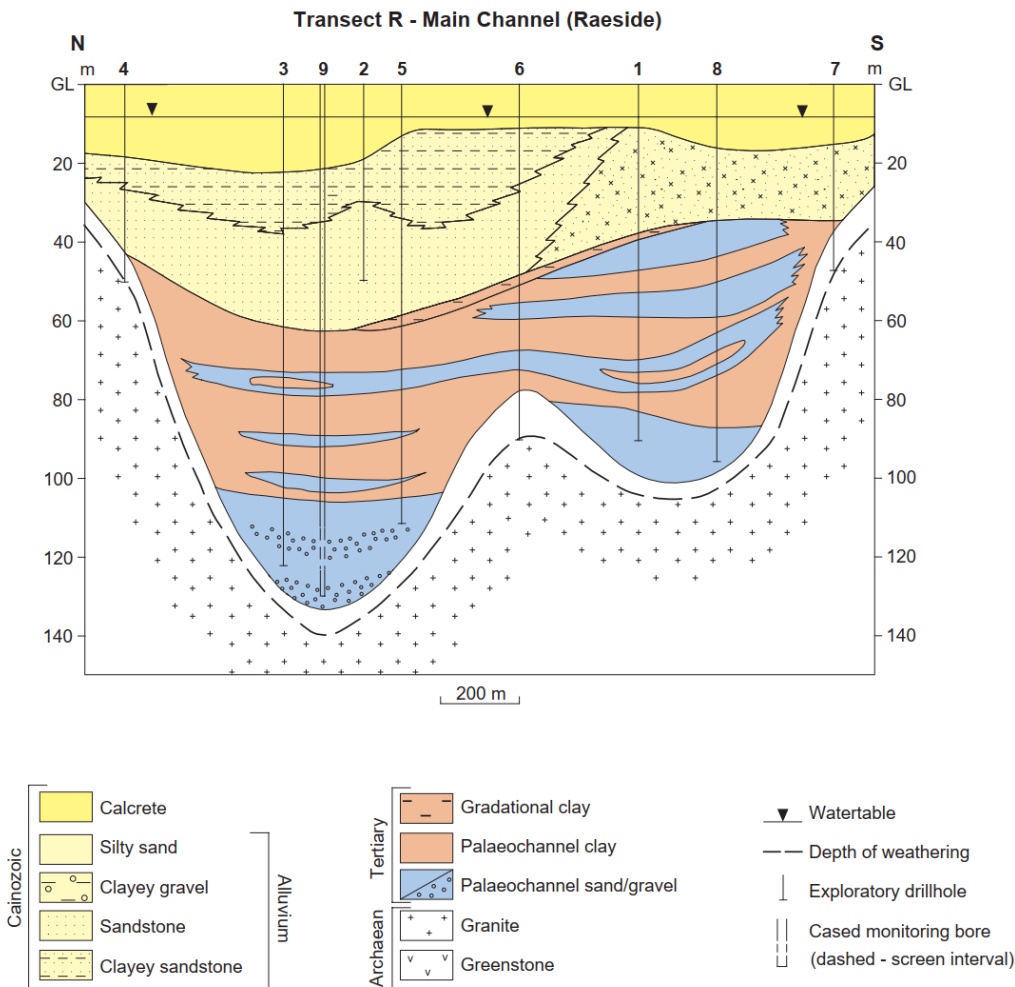 Transect R - Main Channel (Raeside)
N S
m 4 3 9 2 5 6 1 8 7 m
GL GL
20 20
40 40
60 60
80 80
100 100
120 120
140 140
200 m
Cainozoic
Calcrete
Silty sand
Clayey gravel
Sandstone
Clayey sandstone
Alluvium
Tertiary
Gradational clay
Palaeochannel clay
Palaeochannel sand/gravel
Archaean
Granite
Greenstone
Watertable
Depth of weathering
Exploratory drillhole
Cased monitoring bore
(dashed - screen interval)